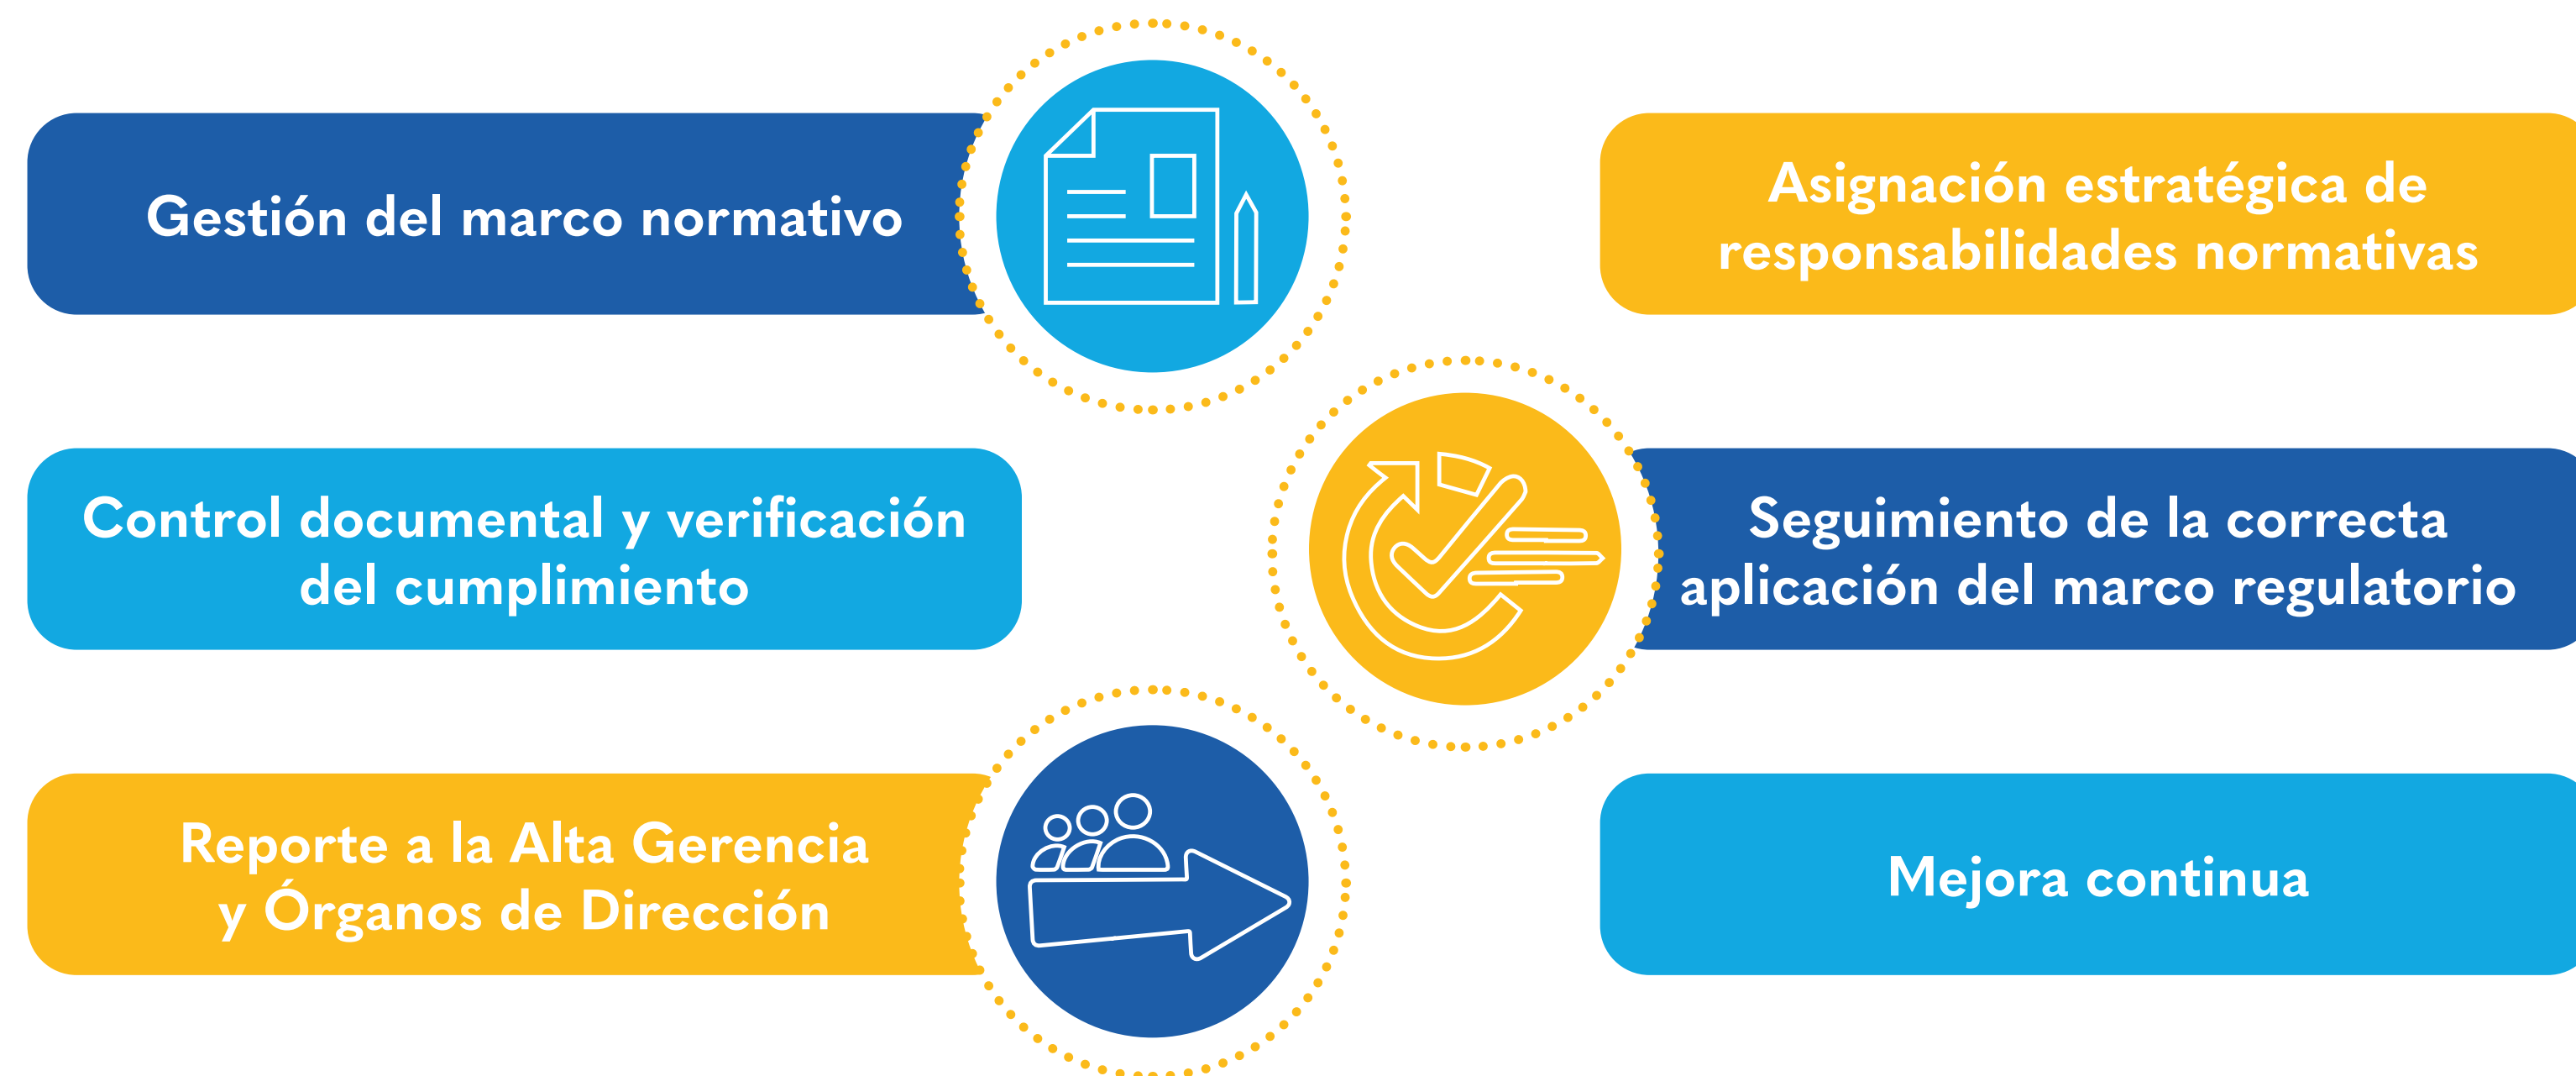 Gestión del marco normativo
Asignación estratégica de
responsabilidades normativas
Control documental y verificación
del cumplimiento
Seguimiento de la correcta
aplicación del marco regulatorio
Reporte a la Alta Gerencia
y Órganos de Dirección
Mejora continua